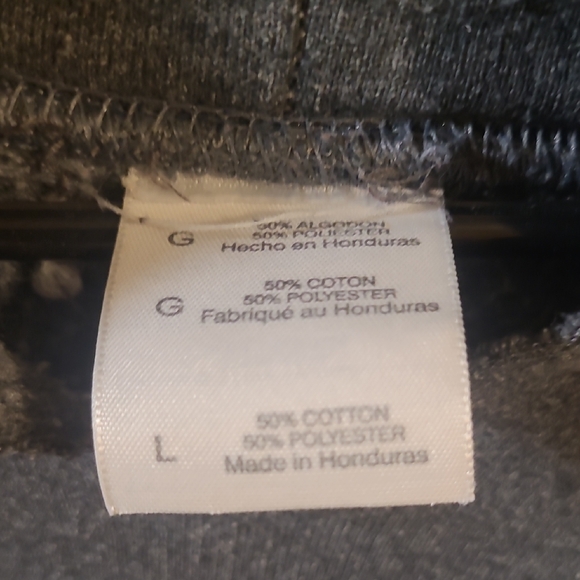 G
50% ALGODON
50% POLIESTER
Hecho en Honduras
G
50% COTON
50% POLYESTER
Fabriqué au Honduras
L
50% COTTON
50% POLYESTER
Made in Honduras